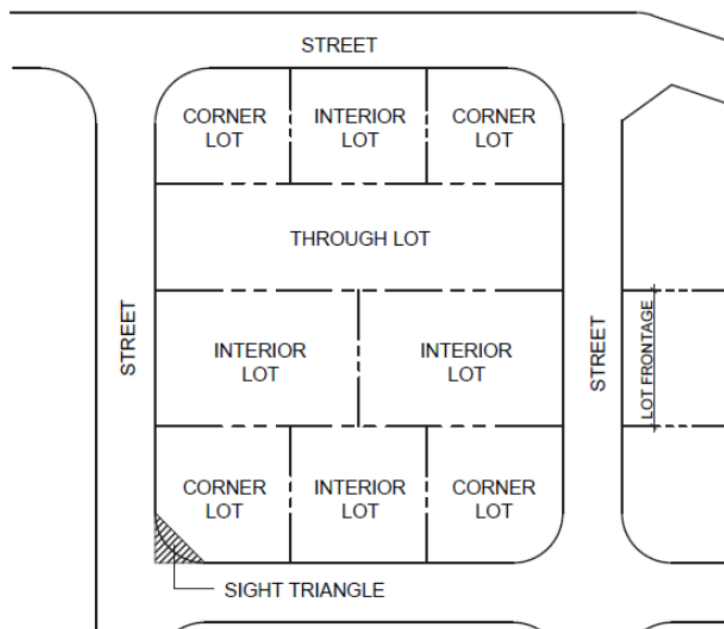 STREET
CORNER
LOT
INTERIOR
LOT
CORNER
LOT
THROUGH LOT
STREET
INTERIOR
LOT
INTERIOR
LOT
STREET
LOT FRONTAGE
CORNER
LOT
INTERIOR
LOT
CORNER
LOT
SIGHT TRIANGLE